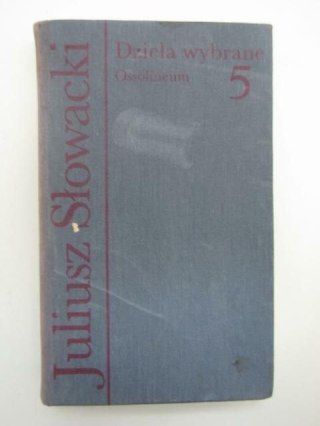 Juliusz Słowacki
Dzieła wybrane
Ossolineum
5